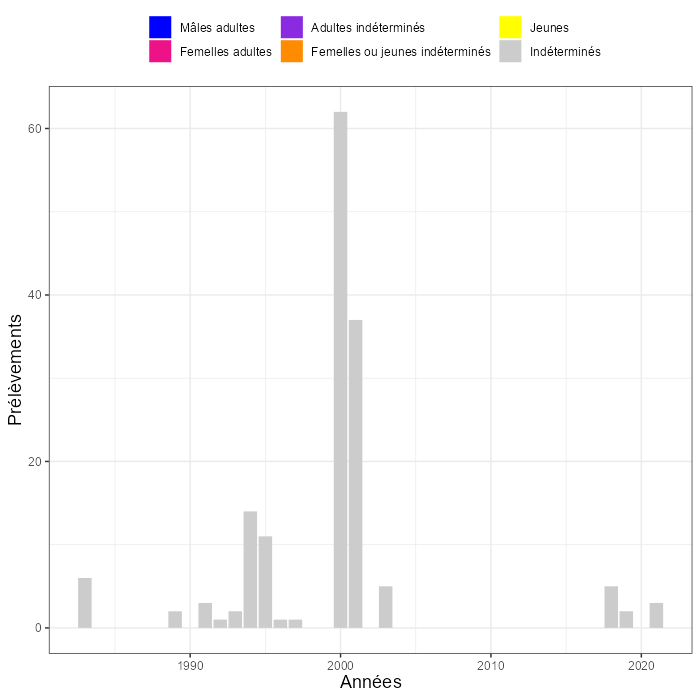 Mâles adultes
Adultes indéterminés
Jeunes
Femelles adultes
Femelles ou jeunes indéterminés
Indéterminés
60
40
20
0
Prélèvements
1990
2000
2010
2020
Années